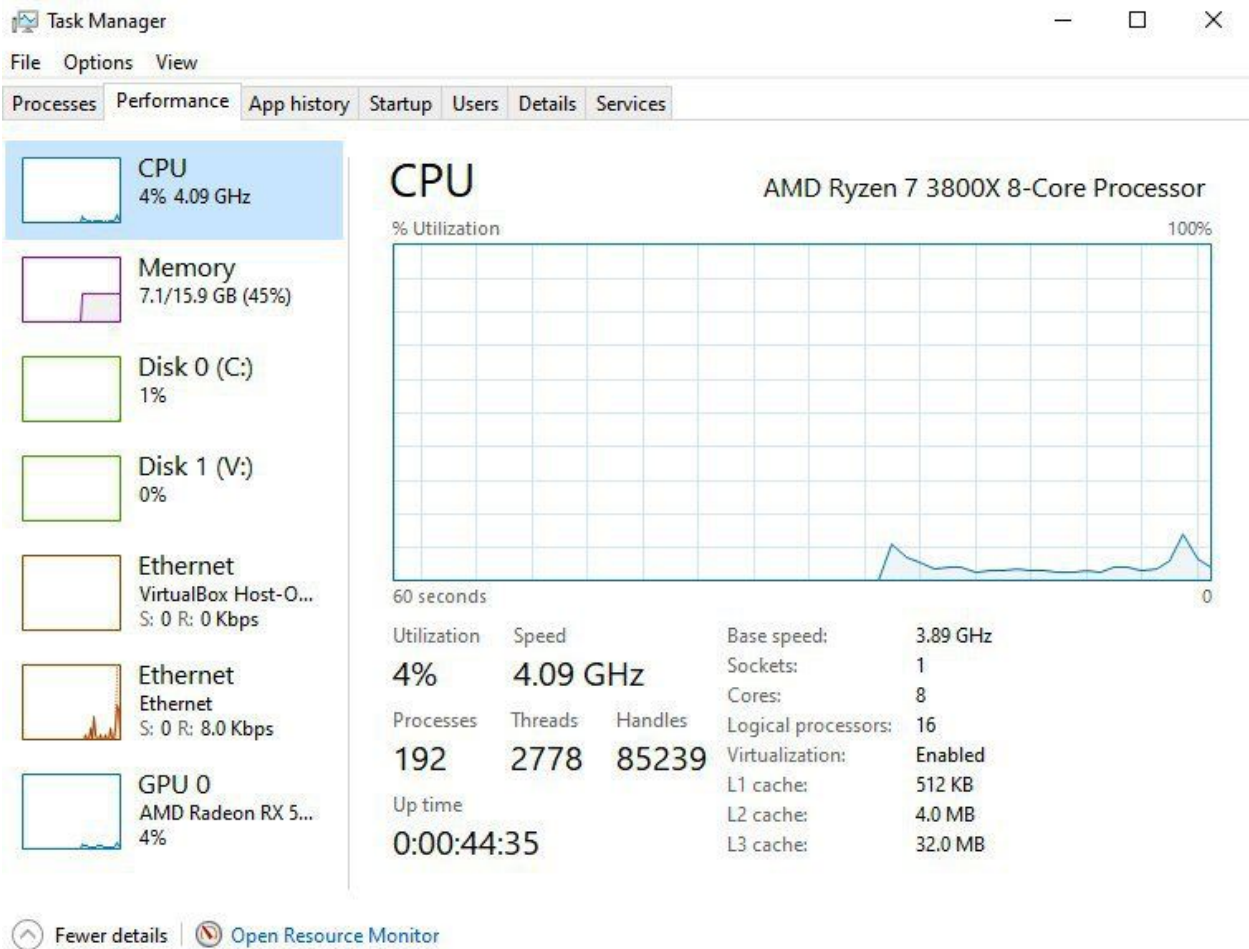 Task Manager
File Options View
Processes Performance App history Startup Users Details Services
CPU
4% 4.09 GHz
Memory
7.1/15.9 GB (45%)
Disk 0 (C:)
1%
Disk 1 (V:)
0%
Ethernet
VirtualBox Host-O...
S: 0 R: 0 Kbps
Ethernet
Ethernet
S: 0 R: 8.0 Kbps
GPU 0
AMD Radeon RX 5...
4%
CPU AMD Ryzen 7 3800X 8-Core Processor
% Utilization 100%
60 seconds 0
Utilization Speed
4% 4.09 GHz
Processes Threads Handles
192 2778 85239
Up time
0:00:44:35
Base speed: 3.89 GHz
Sockets: 1
Cores: 8
Logical processors: 16
Virtualization: Enabled
L1 cache: 512 KB
L2 cache: 4.0 MB
L3 cache: 32.0 MB
Fewer details Open Resource Monitor